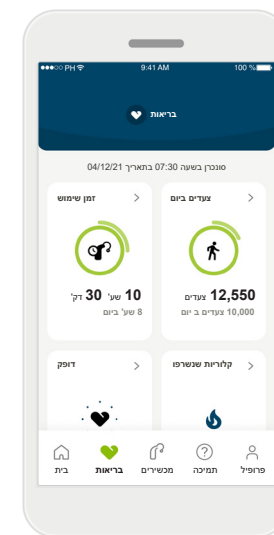 PH 9:41 AM 100 %
בריאות
סונכרן בשעה 07:30 בתאריך 04/12/21
צעדים ביום
זמן שימוש
12,550 צעדים
10 שע' 30 דק'
10,000 צעדים ב יום
8 שע' ביום
קלוריות שנשרפו
דופק
פרופיל תמיכה מכשירים בריאות בית